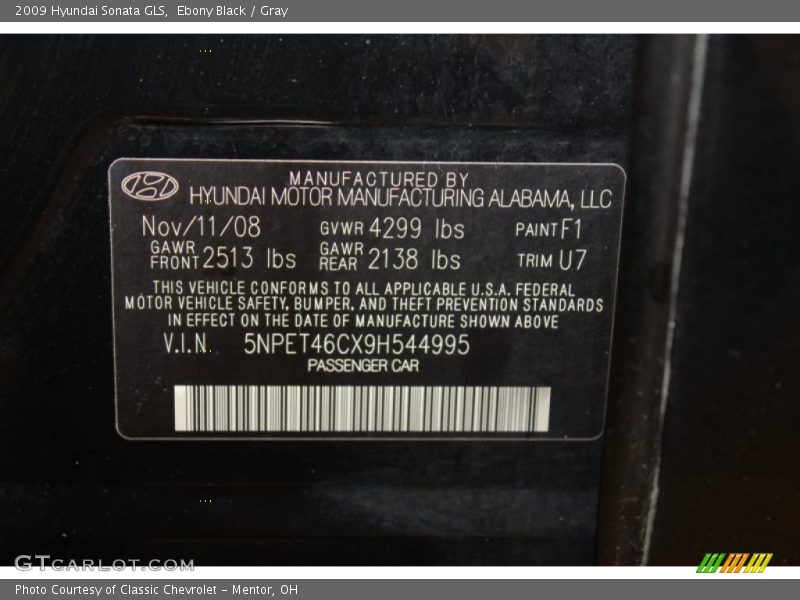 2009 Hyundai Sonata GLS, Ebony Black / Gray
MANUFACTURED BY
HYUNDAI MOTOR MANUFACTURING ALABAMA, LLC
Nov/11/08 GVWR 4299 lbs PAINT F1
GAWR FRONT 2513 lbs GAWR REAR 2138 lbs TRIM U7
THIS VEHICLE CONFORMS TO ALL APPLICABLE U.S.A. FEDERAL
MOTOR VEHICLE SAFETY, BUMPER, AND THEFT PREVENTION STANDARDS
IN EFFECT ON THE DATE OF MANUFACTURE SHOWN ABOVE
V.I.N. 5NPET46CX9H544995
PASSENGER CAR
GTCARLOT.COM
Photo Courtesy of Classic Chevrolet - Mentor, OH